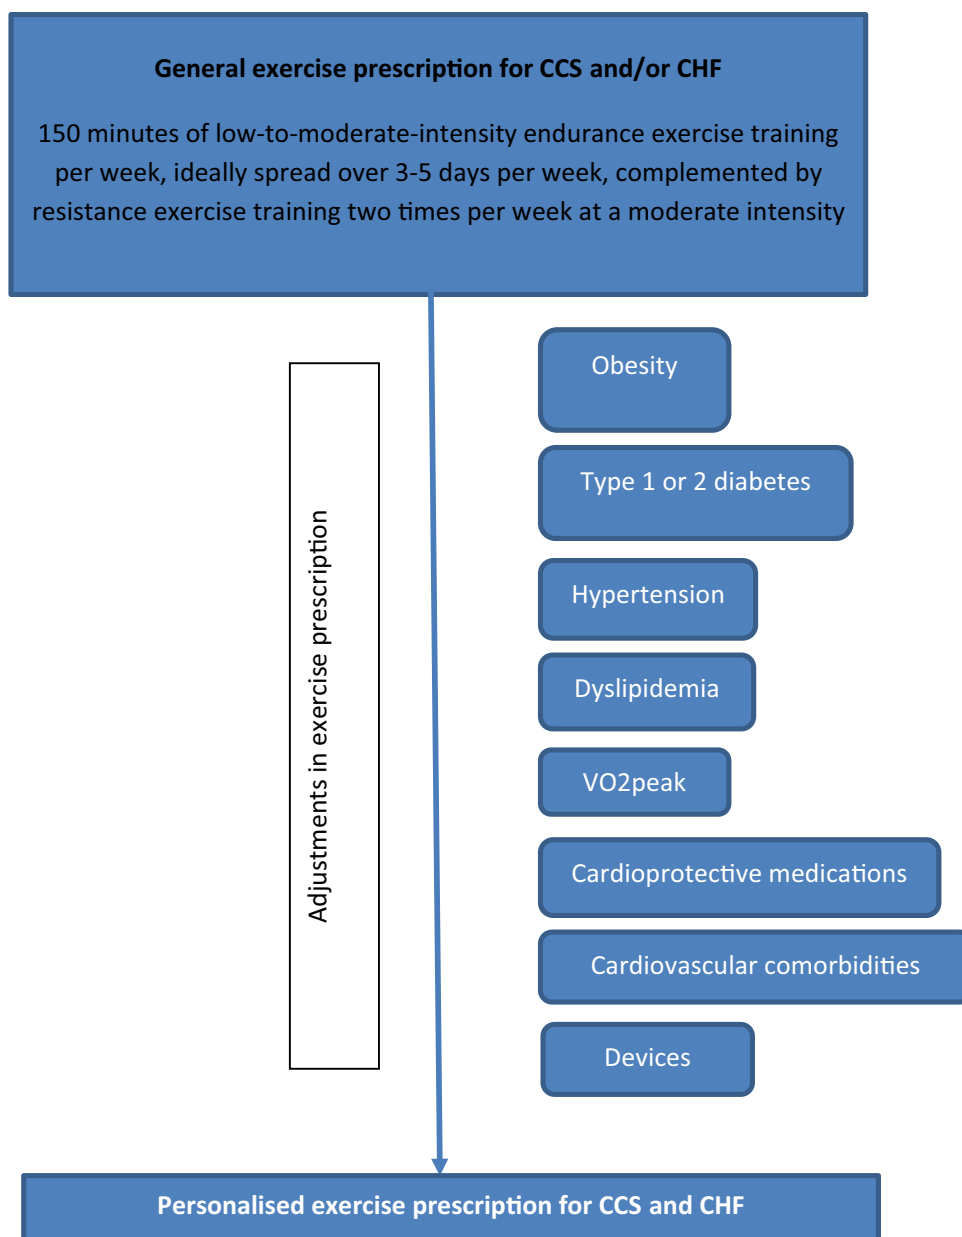 General exercise prescription for CCS and/or CHF
150 minutes of low-to-moderate-intensity endurance exercise training
per week, ideally spread over 3-5 days per week, complemented by
resistance exercise training two times per week at a moderate intensity
Adjustments in exercise prescription
Obesity
Type 1 or 2 diabetes
Hypertension
Dyslipidemia
VO2peak
Cardioprotective medications
Cardiovascular comorbidities
Devices
Personalised exercise prescription for CCS and CHF